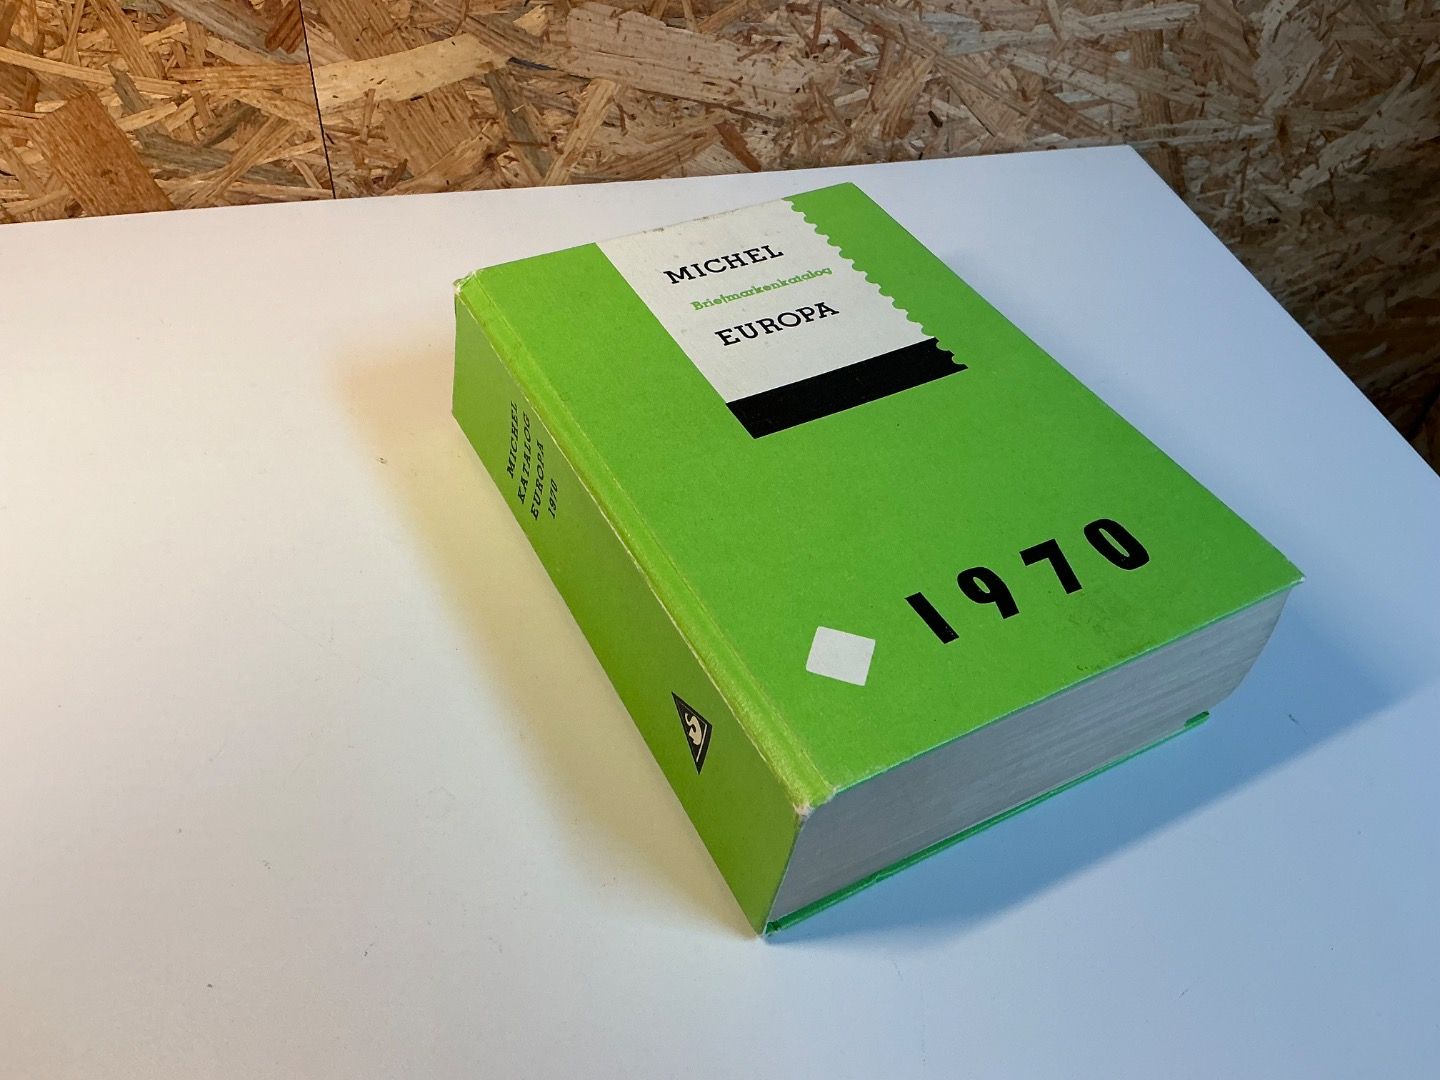 MICHEL
Briefmarkenkatalog
EUROPA
1970
MICHEL
KATALOG
EUROPA
1970
S